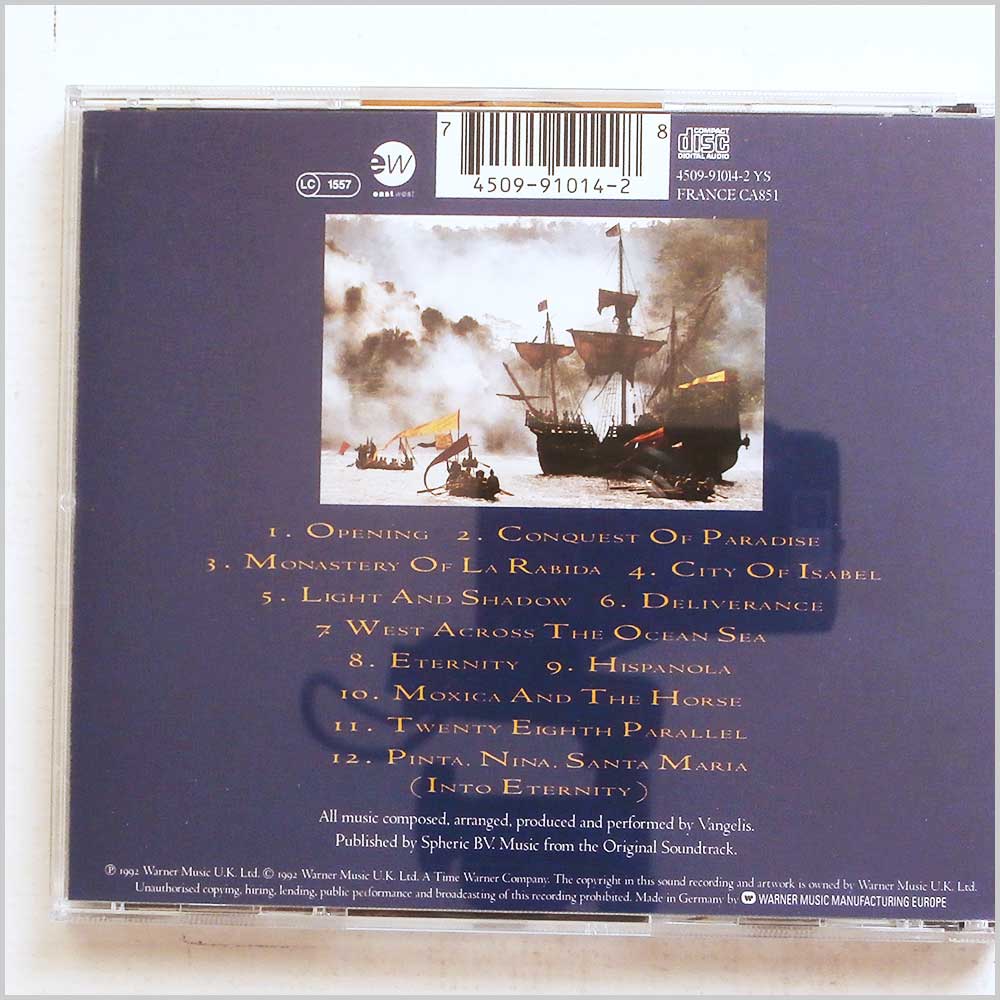 7 8
4509-91014-2
LC 1557
ew
east west
COMPACT
disc
DIGITAL AUDIO
4509-91014-2 YS
FRANCE CA851
1. Opening 2. Conquest Of Paradise
3. Monastery Of La Rabida 4. City Of Isabel
5. Light And Shadow 6. Deliverance
7 West Across The Ocean Sea
8. Eternity 9. Hispanola
10. Moxica And The Horse
11. Twenty Eighth Parallel
12. Pinta, Nina, Santa Maria
(Into Eternity)
All music composed, arranged, produced and performed by Vangelis.
Published by Spheric BV. Music from the Original Soundtrack.
℗ 1992 Warner Music U.K. Ltd. © 1992 Warner Music U.K. Ltd. A Time Warner Company. The copyright in this sound recording and artwork is owned by Warner Music U.K. Ltd.
Unauthorised copying, hiring, lending, public performance and broadcasting of this recording prohibited. Made in Germany by WARNER MUSIC MANUFACTURING EUROPE